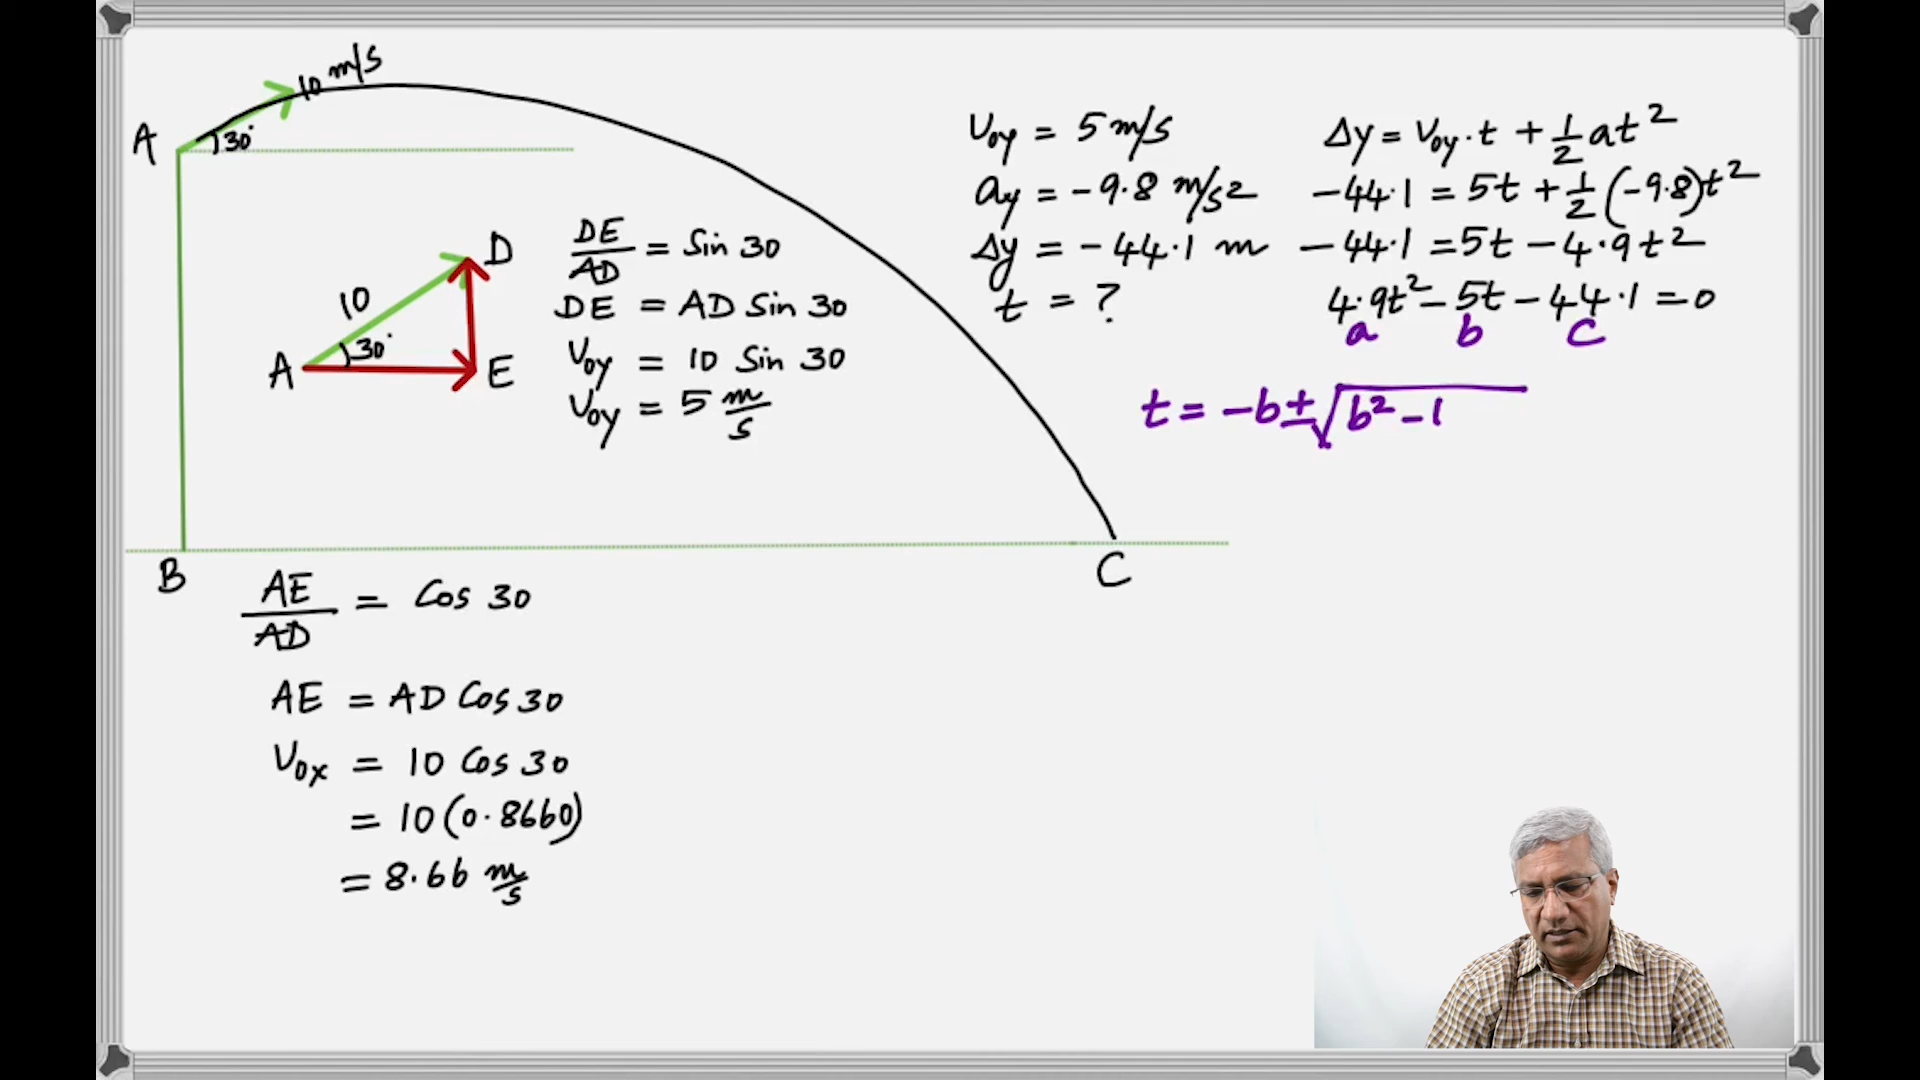 10 m/s
A
30°
D
10
30°
A
E
DE/AD = Sin 30
DE = AD Sin 30
Voy = 10 Sin 30
Voy = 5 m/s
B
C
AE/AD = Cos 30
AE = AD Cos 30
Vox = 10 Cos 30
= 10 (0.8660)
= 8.66 m/s
Voy = 5 m/s
ay = -9.8 m/s2
Δy = -44.1 m
t = ?
Δy = Voy·t + 1/2 at²
-44.1 = 5t + 1/2 (-9.8)t²
-44.1 = 5t - 4.9t²
4.9t² - 5t - 44.1 = 0
a b c
t = -b ± √b² - 1